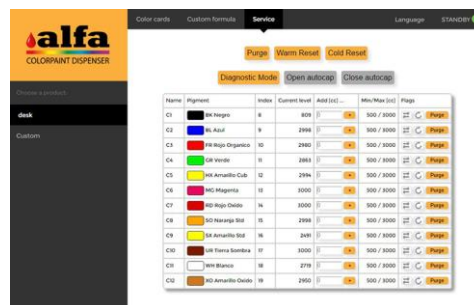 Color cards Custom formula Service Language STANDBY
alfa
COLORPAINT DISPENSER
Choose a product
desk
Custom
Purge Warm Reset Cold Reset
Diagnostic Mode Open autocap Close autocap
Name Pigment Index Current level Add (cc) ... Min/Max (cc) Flags
C1 BK Negro 8 809 + 500 / 3000 Purge
C2 BL Azul 9 2998 + 500 / 3000 Purge
C3 FR Rojo Organico 10 2980 + 500 / 3000 Purge
C4 GR Verde 11 2863 + 500 / 3000 Purge
C5 HX Amarillo Cub 12 2994 + 500 / 3000 Purge
C6 MG Magenta 13 3000 + 500 / 3000 Purge
C7 RD Rojo Oxido 14 3000 + 500 / 3000 Purge
C8 SO Naranja Std 15 2998 + 500 / 3000 Purge
C9 SX Amarillo Std 16 2491 + 500 / 3000 Purge
C10 UR Tierra Sombra 17 3000 + 500 / 3000 Purge
C11 WH Blanco 18 2719 + 500 / 3000 Purge
C12 XO Amarillo Oxido 19 2950 + 500 / 3000 Purge